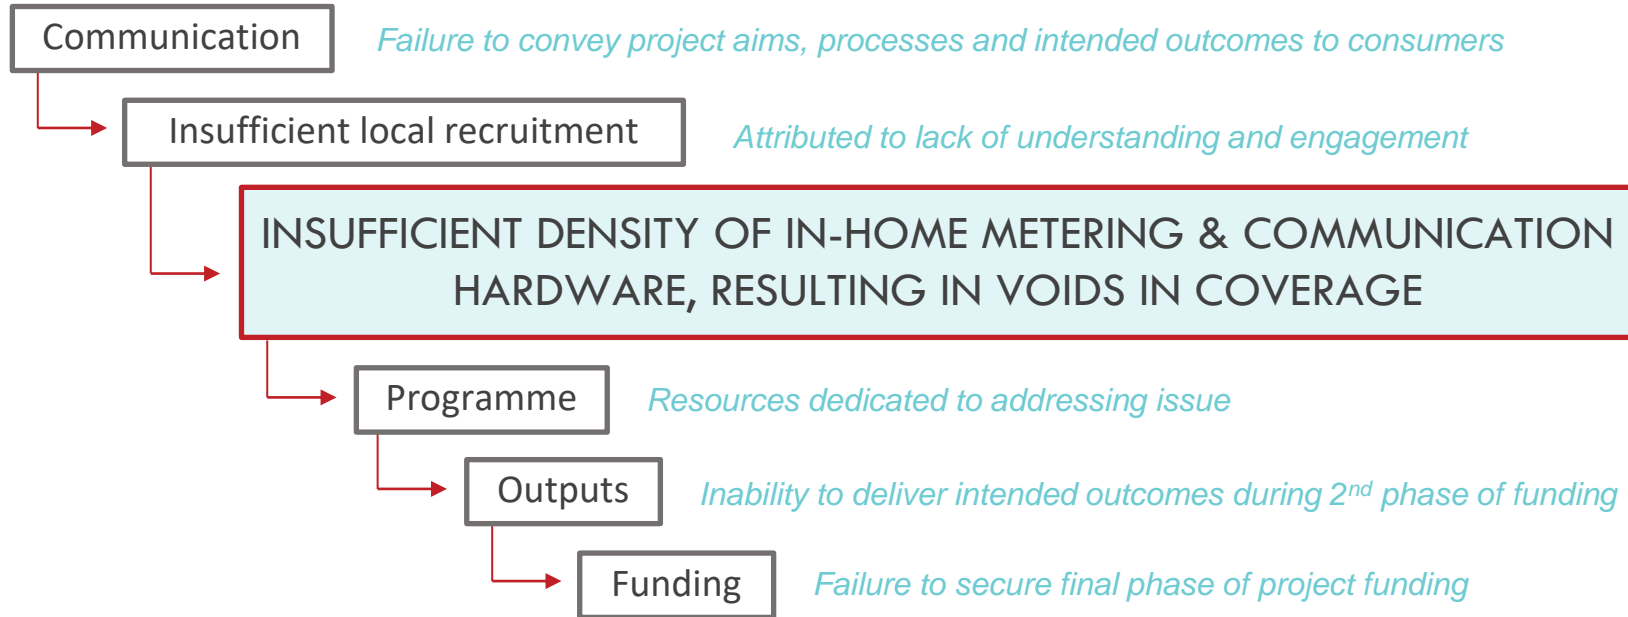 Communication
Failure to convey project aims, processes and intended outcomes to consumers
Insufficient local recruitment
Attributed to lack of understanding and engagement
INSUFFICIENT DENSITY OF IN-HOME METERING & COMMUNICATION
HARDWARE, RESULTING IN VOIDS IN COVERAGE
Programme
Resources dedicated to addressing issue
Outputs
Inability to deliver intended outcomes during 2nd phase of funding
Funding
Failure to secure final phase of project funding